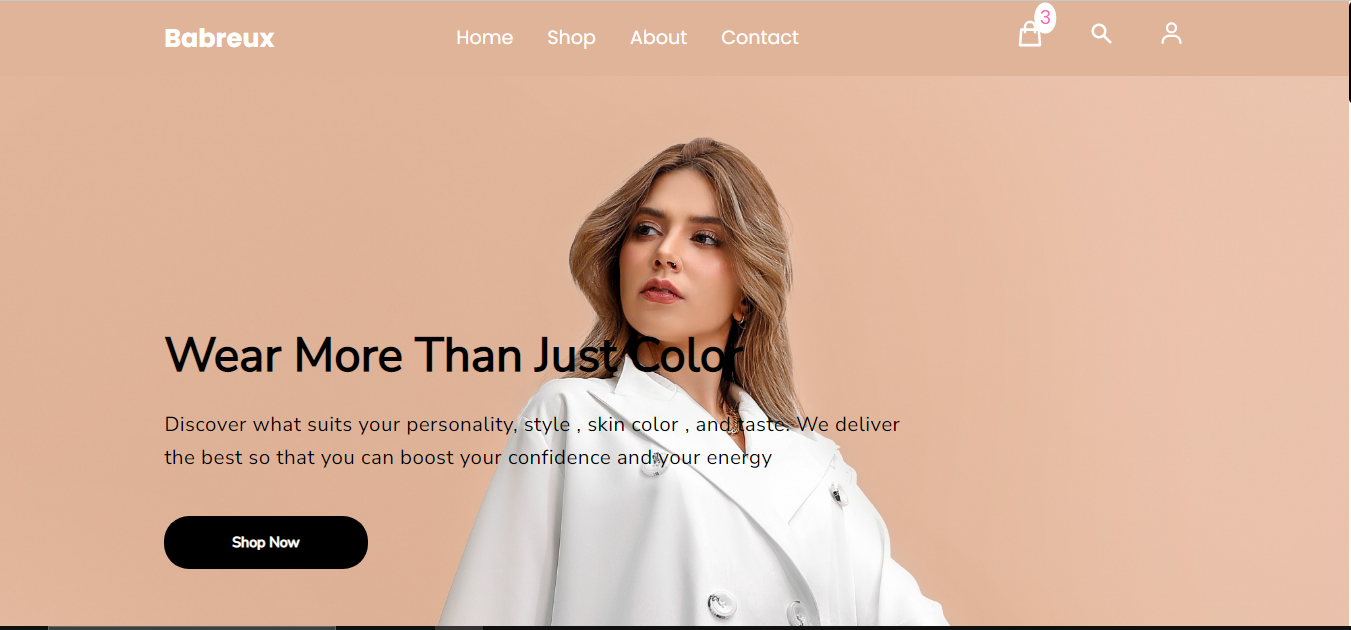 Babreux
Home Shop About Contact
3
Wear More Than Just Color
Discover what suits your personality, style , skin color , and taste. We deliver
the best so that you can boost your confidence and your energy
Shop Now